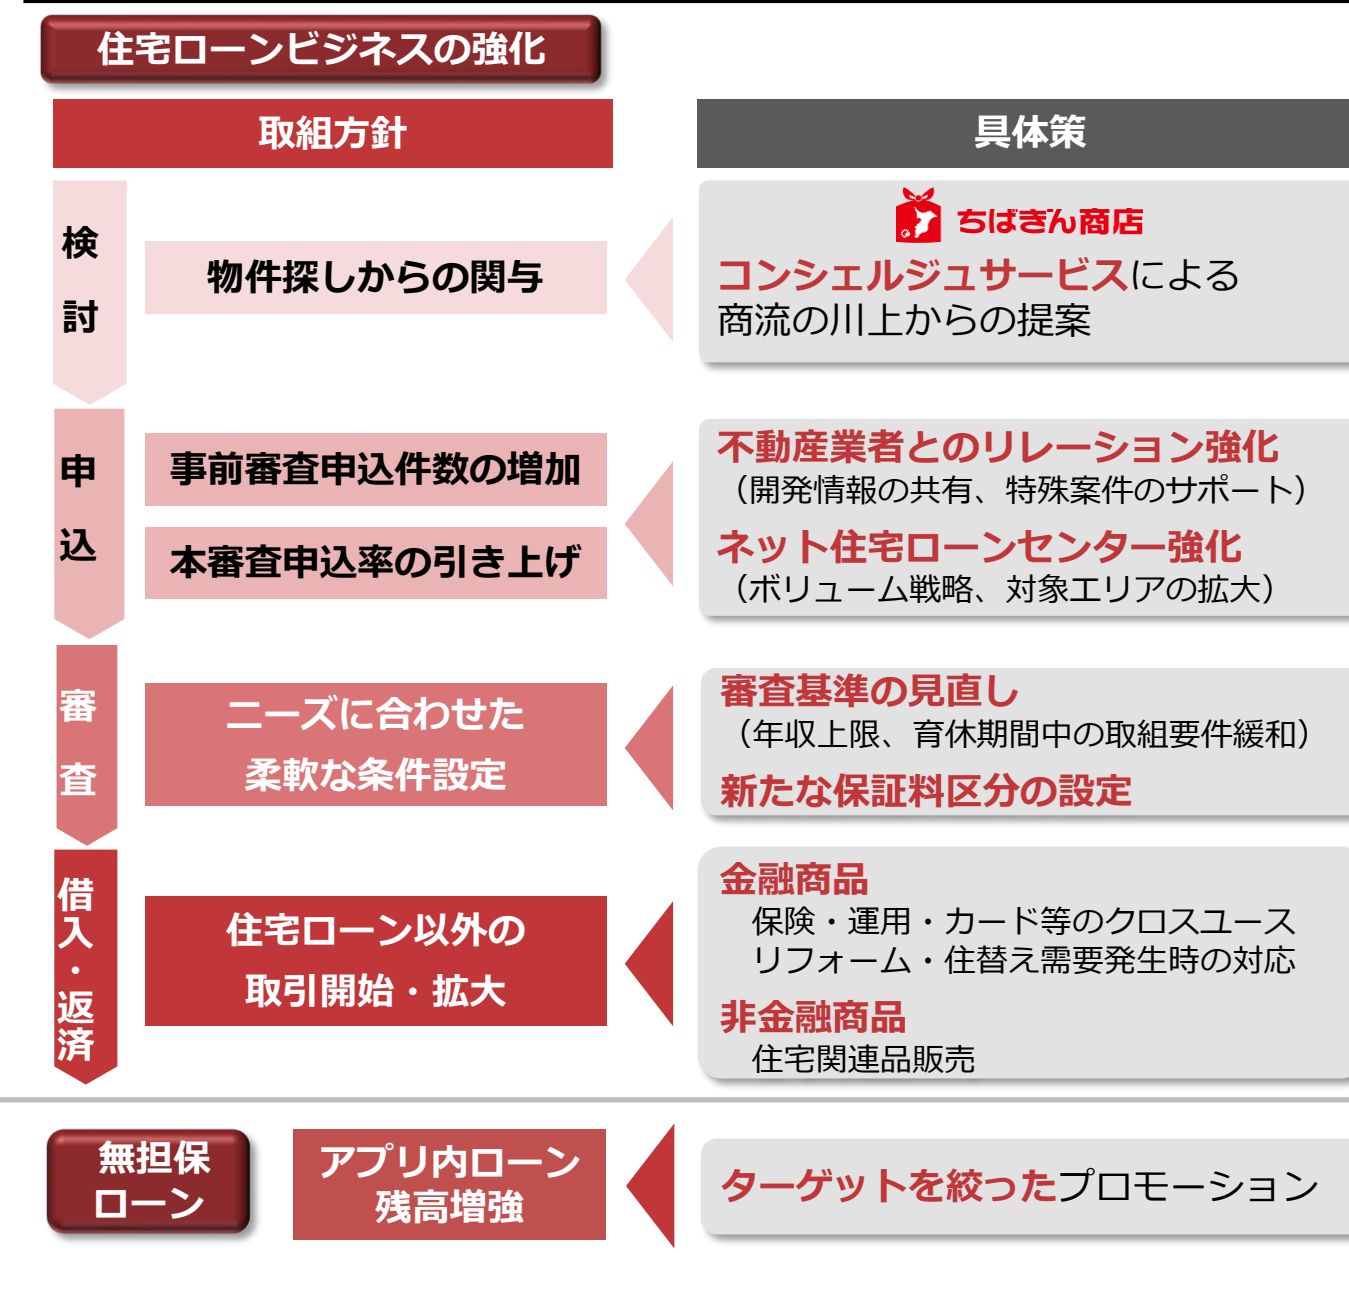 住宅ローンビジネスの強化
取組方針
具体策
検討
物件探しからの関与
ちばぎん商店
コンシェルジュサービスによる
商流の川上からの提案
申込
事前審査申込件数の増加
本審査申込率の引き上げ
不動産業者とのリレーション強化
（開発情報の共有、特殊案件のサポート）
ネット住宅ローンセンター強化
（ボリューム戦略、対象エリアの拡大）
審査
ニーズに合わせた
柔軟な条件設定
審査基準の見直し
（年収上限、育休期間中の取組要件緩和）
新たな保証料区分の設定
借入・返済
住宅ローン以外の
取引開始・拡大
金融商品
保険・運用・カード等のクロスユース
リフォーム・住替え需要発生時の対応
非金融商品
住宅関連品販売
無担保
ローン
アプリ内ローン
残高増強
ターゲットを絞ったプロモーション